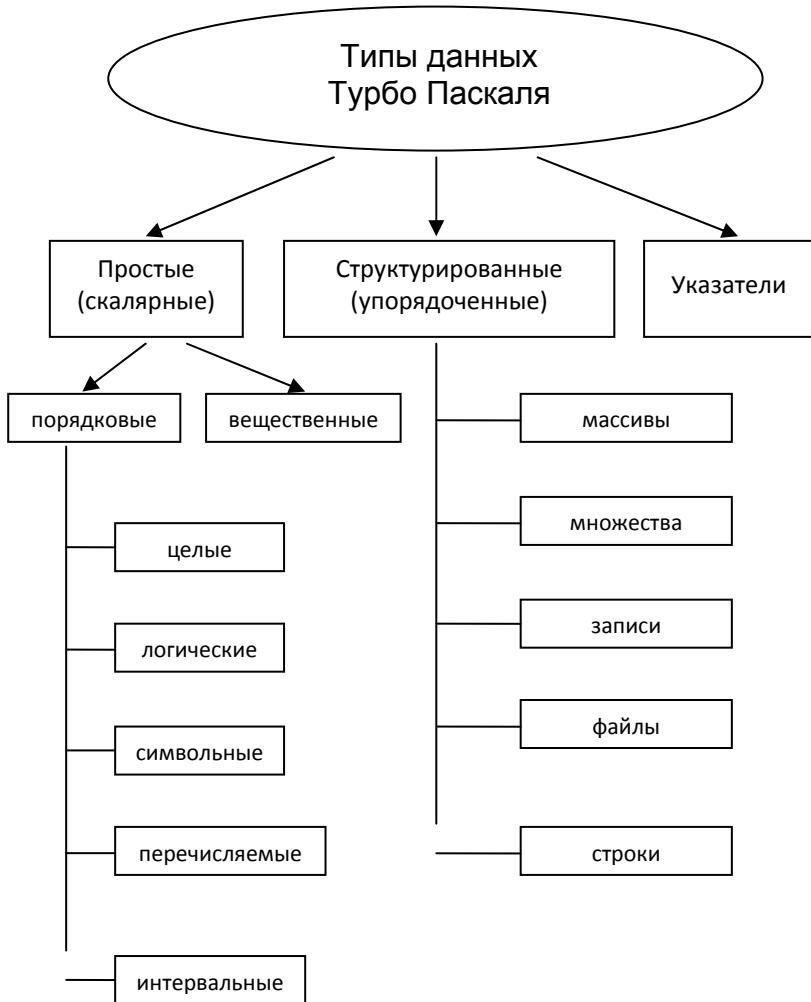 Типы данных
Турбо Паскаля
Простые
(скалярные)
Структурированные
(упорядоченные)
Указатели
порядковые
вещественные
массивы
множества
целые
записи
логические
файлы
символьные
перечисляемые
строки
интервальные